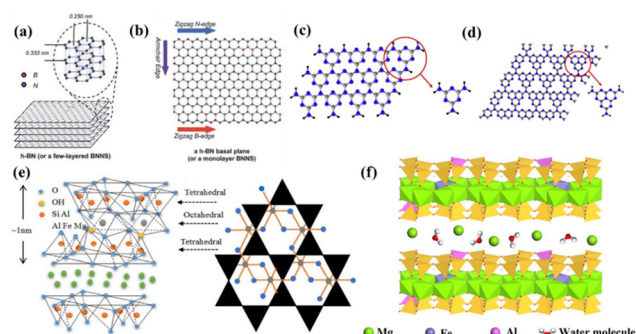 (a)
0.250 nm
0.333 nm
B
N
h-BN (or a few-layered BNNS)
(b)
Zigzag N-edge
Armchair Edge
Zigzag B-edge
a h-BN basal plane
(or a monolayer BNNS)
(c)
(d)
(e)
~1nm
O
OH
Si Al
Al Fe Mg
Tetrahedral
Octahedral
Tetrahedral
(f)
Mg
Fe
Al
Water molecule